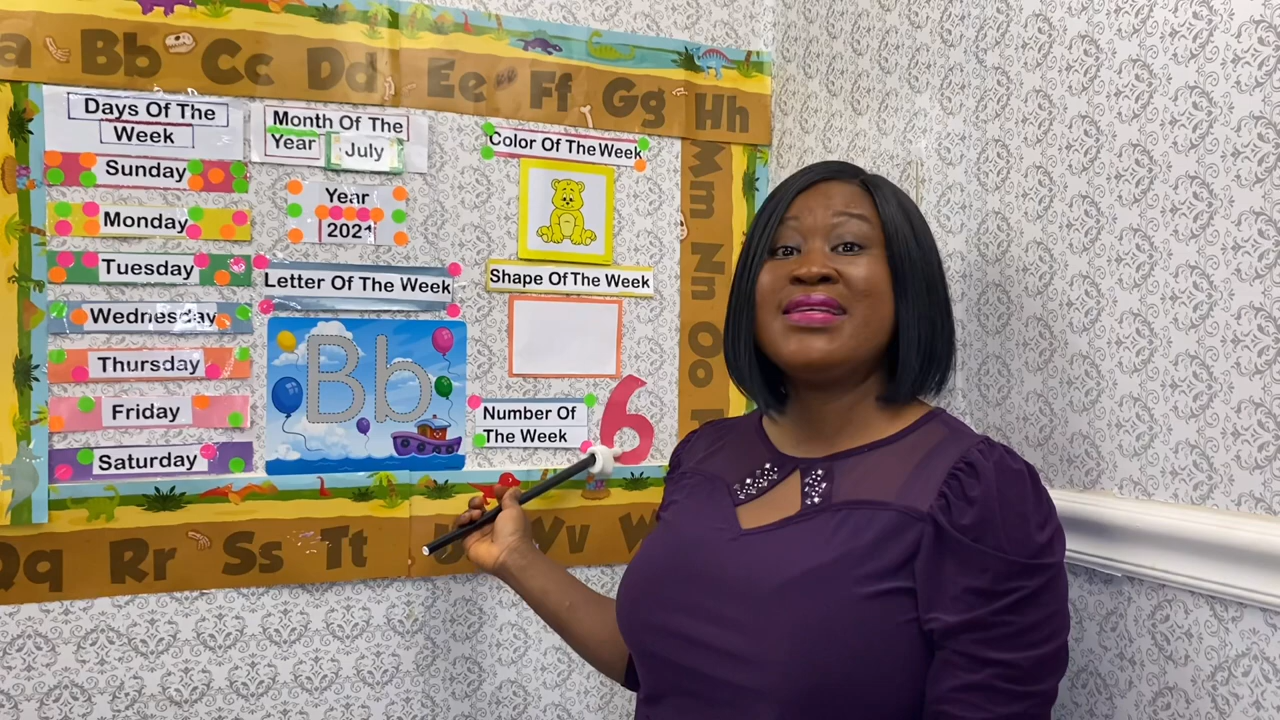 a Bb Cc Dd Ee Ff Gg Hh
Days Of The
Week
Sunday
Monday
Tuesday
Wednesday
Thursday
Friday
Saturday
Month Of The
Year
July
Year
2021
Letter Of The Week
Bb
Color Of The Week
Shape Of The Week
Number Of
The Week
6
Mm Nn Oo
Qq Rr Ss Tt Vv W